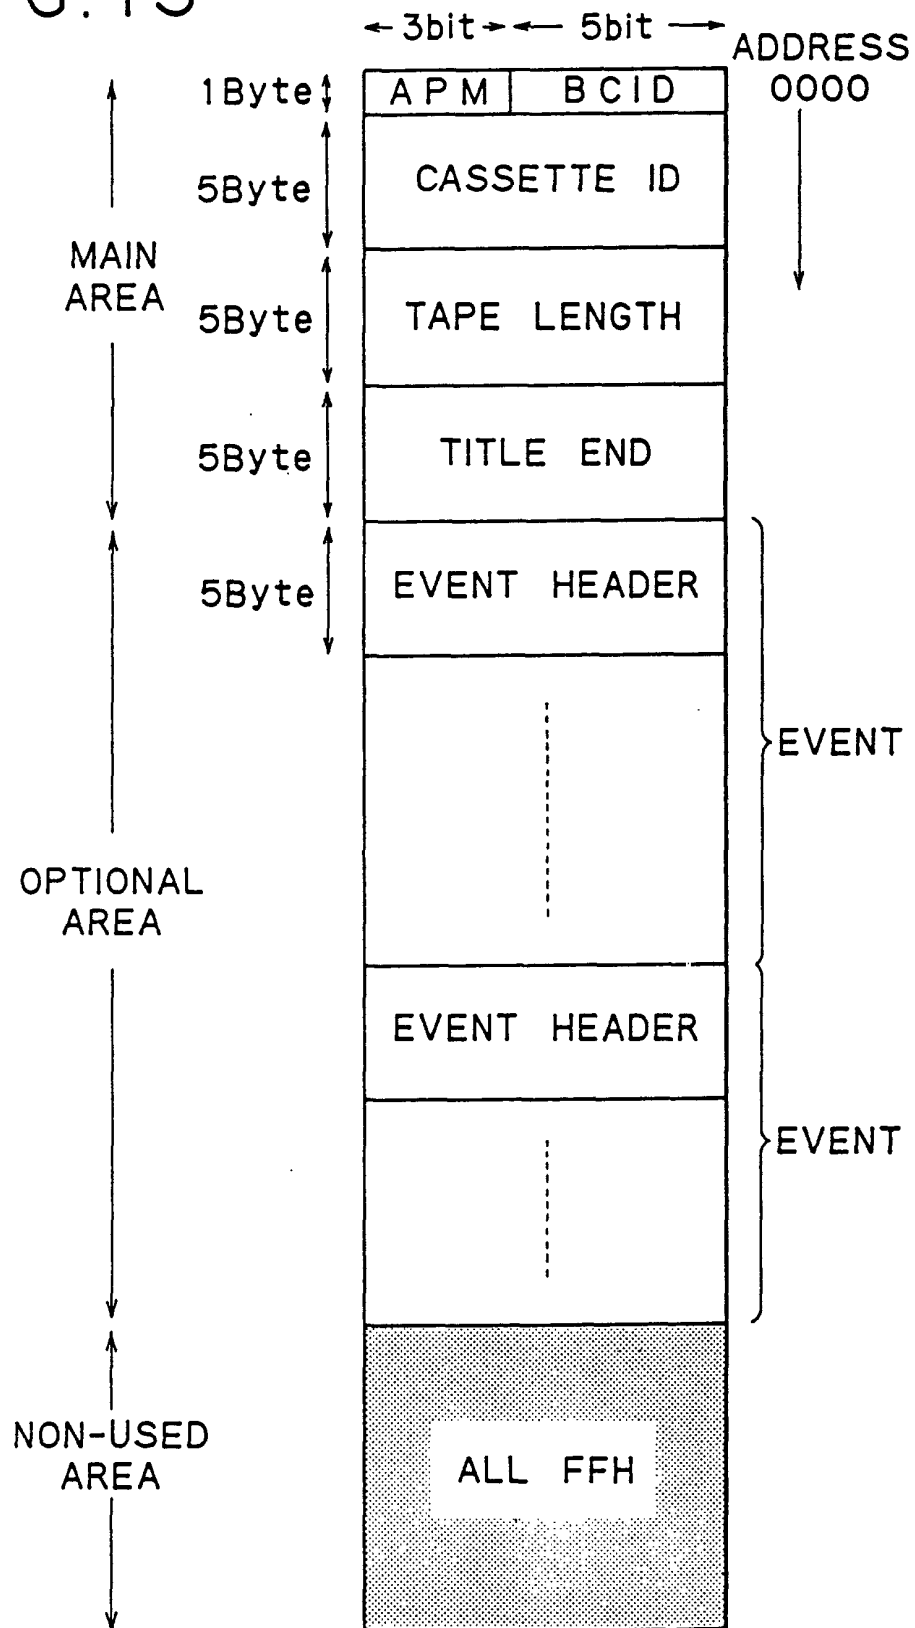 3bit 5bit
ADDRESS
0000
1Byte APM BCID
5Byte CASSETTE ID
MAIN
AREA
5Byte TAPE LENGTH
5Byte TITLE END
5Byte EVENT HEADER
EVENT
OPTIONAL
AREA
EVENT HEADER
EVENT
NON-USED
AREA
ALL FFH